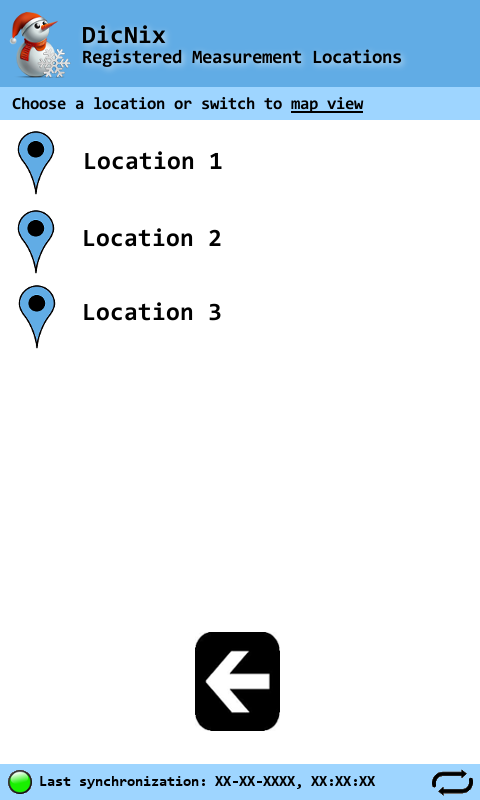 DicNix
Registered Measurement Locations
Choose a location or switch to map view
Location 1
Location 2
Location 3
Last synchronization: XX-XX-XXXX, XX:XX:XX